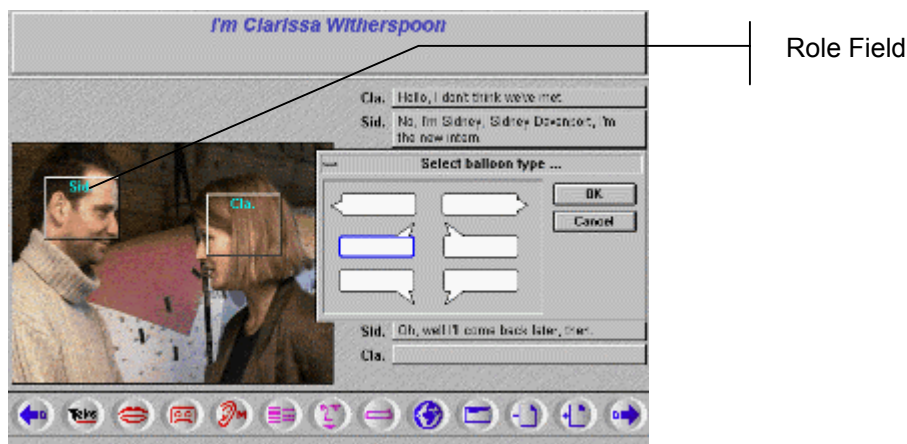 I'm Clarissa Witherspoon
Role Field
Cla. Hello, I don't think we've met.
Sid. No, I'm Sidney, Sidney Davenport, I'm
the new intern.
Select balloon type ...
OK
Cancel
Sid.
Cla.
Sid. Oh, well I'll come back later, then.
Cla.